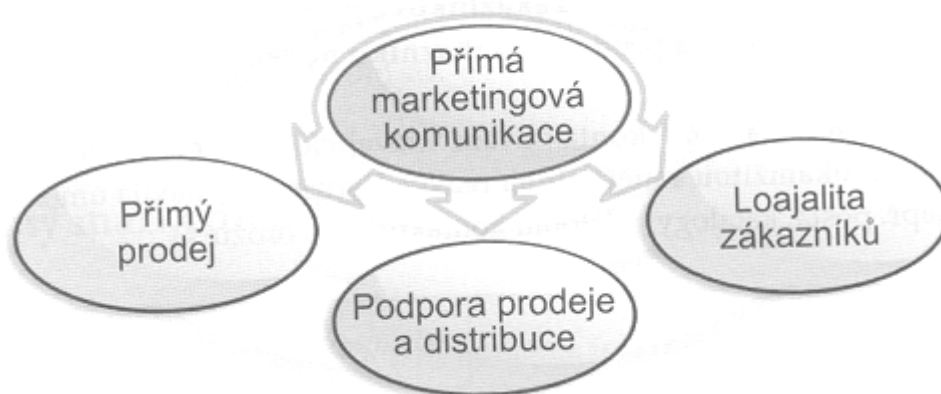 Přímá
marketingová
komunikace
Přímý
prodej
Podpora prodeje
a distribuce
Loajalita
zákazníků